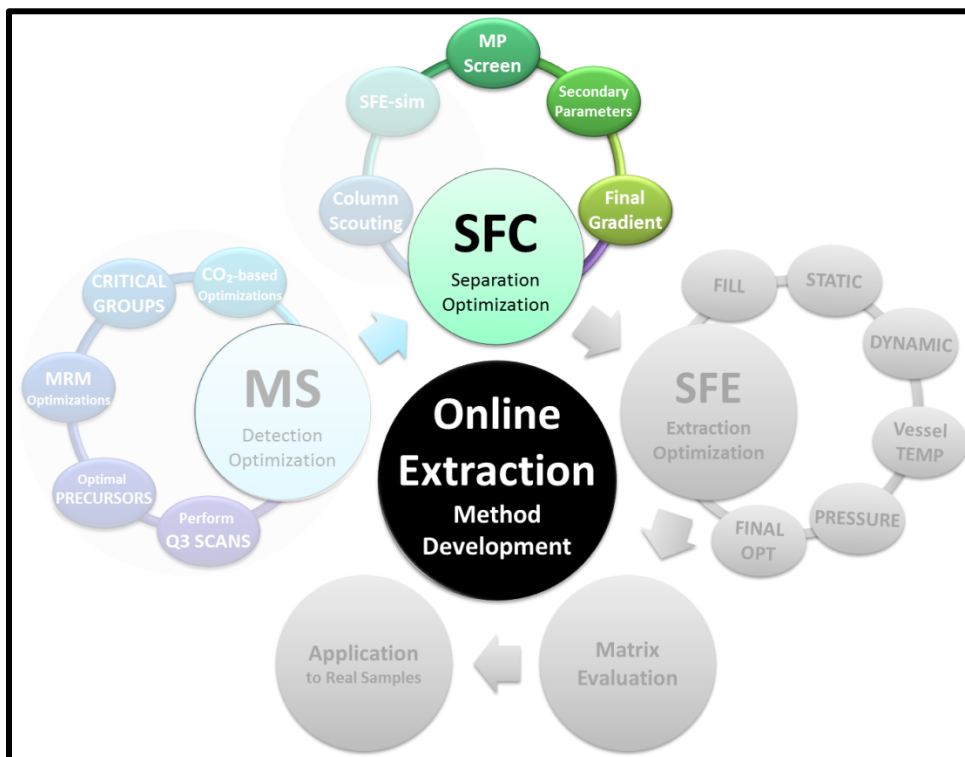 MP
Screen
SFE-sim
Secondary
Parameters
Column
Scouting
Final
Gradient
SFC
Separation
Optimization
CRITICAL
GROUPS
CO₂-based
Optimizations
MRM
Optimizations
MS
Detection
Optimization
Optimal
PRECURSORS
Perform
Q3 SCANS
FILL
STATIC
DYNAMIC
SFE
Extraction
Optimization
Vessel
TEMP
PRESSURE
FINAL
OPT
Online
Extraction
Method
Development
Application
to Real Samples
Matrix
Evaluation